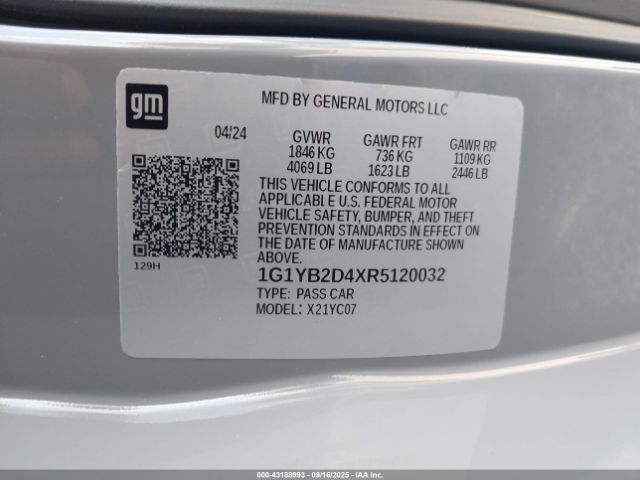 gm
MFD BY GENERAL MOTORS LLC
04/24 GVWR GAWR FRT GAWR RR
1846 KG 736 KG 1109 KG
4069 LB 1623 LB 2446 LB
THIS VEHICLE CONFORMS TO ALL
APPLICABLE U.S. FEDERAL MOTOR
VEHICLE SAFETY, BUMPER, AND THEFT
PREVENTION STANDARDS IN EFFECT ON
THE DATE OF MANUFACTURE SHOWN
ABOVE.
129H
1G1YB2D4XR5120032
TYPE: PASS CAR
MODEL: X21YC07
000-43188993 - 09/16/2025 - IAAI.COM